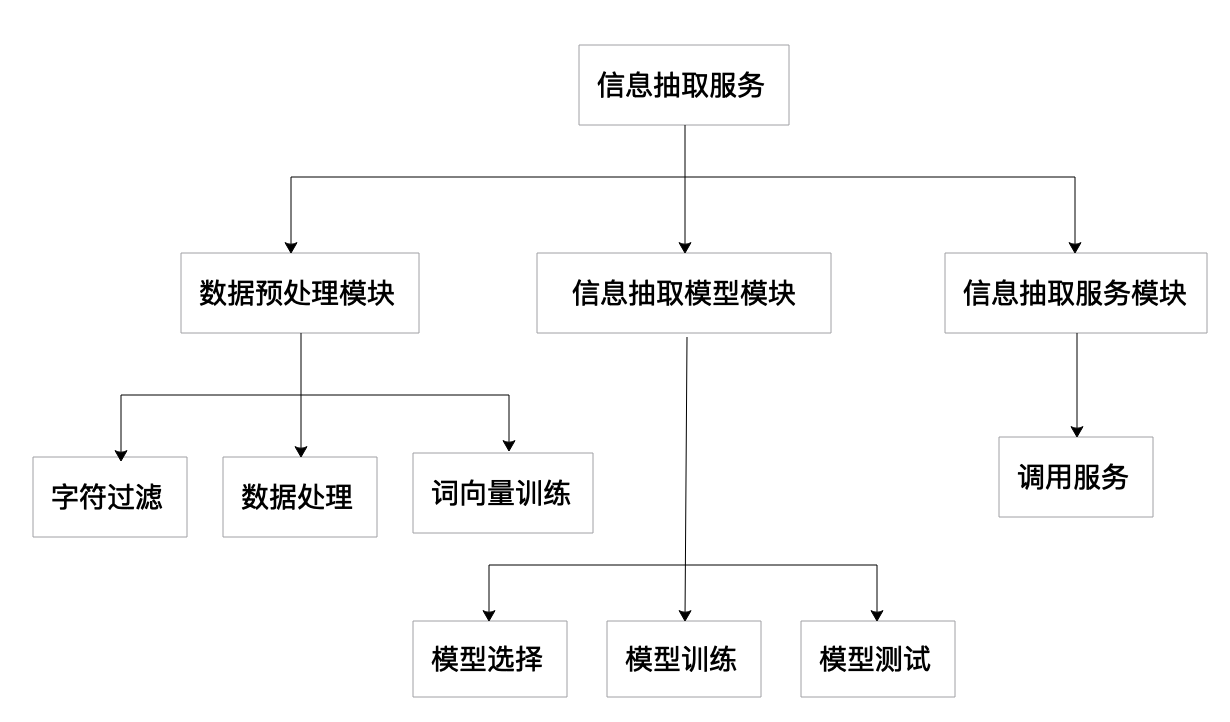 信息抽取服务
数据预处理模块
信息抽取模型模块
信息抽取服务模块
字符过滤
数据处理
词向量训练
调用服务
模型选择
模型训练
模型测试